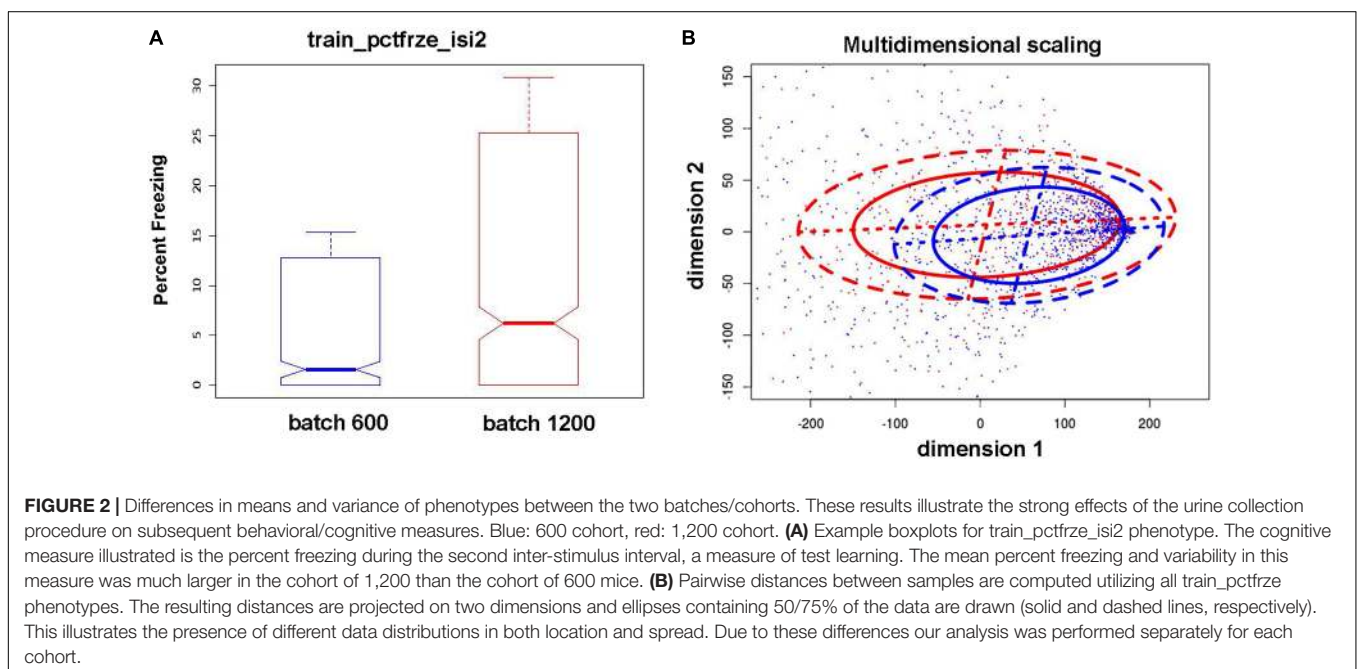 A
train_pctfrze_isi2
Percent Freezing
30
25
20
15
10
5
0
batch 600
batch 1200
B
Multidimensional scaling
dimension 2
150
100
50
0
-50
-100
-150
-200
-100
0
100
200
dimension 1
FIGURE 2 | Differences in means and variance of phenotypes between the two batches/cohorts. These results illustrate the strong effects of the urine collection
procedure on subsequent behavioral/cognitive measures. Blue: 600 cohort, red: 1,200 cohort. (A) Example boxplots for train_pctfrze_isi2 phenotype. The cognitive
measure illustrated is the percent freezing during the second inter-stimulus interval, a measure of test learning. The mean percent freezing and variability in this
measure was much larger in the cohort of 1,200 than the cohort of 600 mice. (B) Pairwise distances between samples are computed utilizing all train_pctfrze
phenotypes. The resulting distances are projected on two dimensions and ellipses containing 50/75% of the data are drawn (solid and dashed lines, respectively).
This illustrates the presence of different data distributions in both location and spread. Due to these differences our analysis was performed separately for each
cohort.